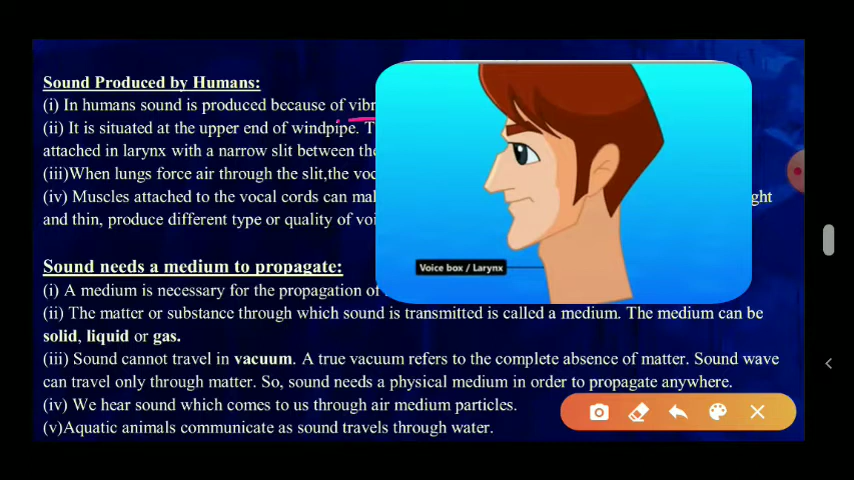 Sound Produced by Humans:
(i) In humans sound is produced because of vibr
(ii) It is situated at the upper end of windpipe. T
attached in larynx with a narrow slit between the
(iii)When lungs force air through the slit,the voc
(iv) Muscles attached to the vocal cords can mak ght
and thin, produce different type or quality of voi
Voice box / Larynx
Sound needs a medium to propagate:
(i) A medium is necessary for the propagation of
(ii) The matter or substance through which sound is transmitted is called a medium. The medium can be
solid, liquid or gas.
(iii) Sound cannot travel in vacuum. A true vacuum refers to the complete absence of matter. Sound wave
can travel only through matter. So, sound needs a physical medium in order to propagate anywhere.
(iv) We hear sound which comes to us through air medium particles.
(v)Aquatic animals communicate as sound travels through water.